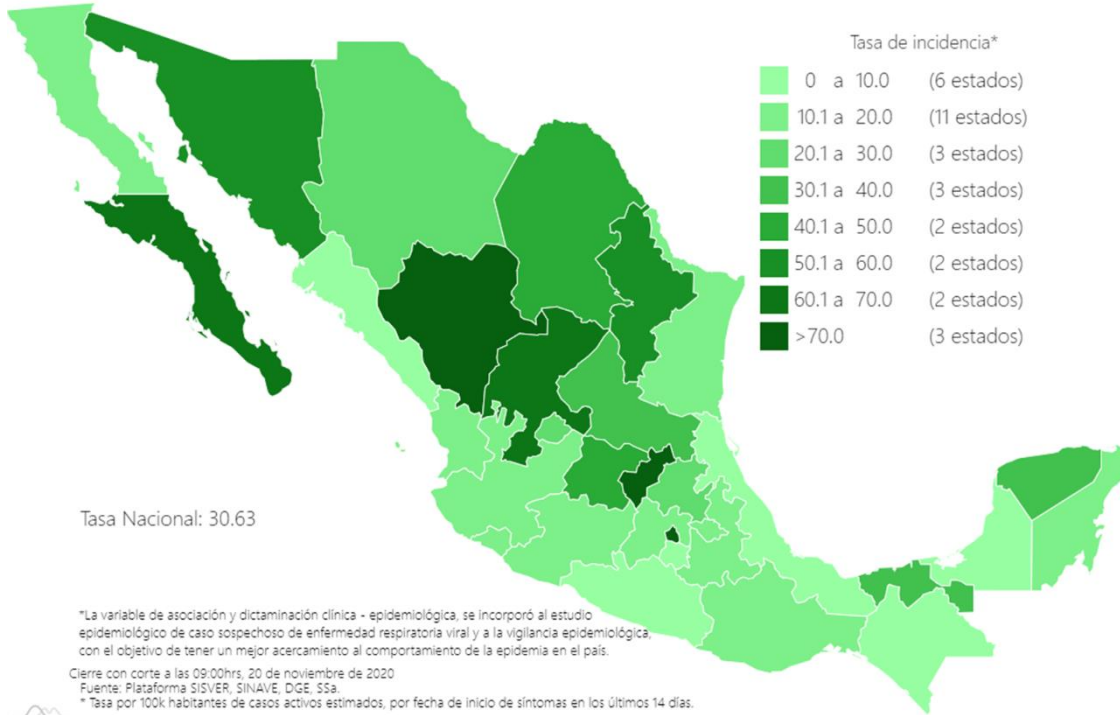 Tasa de incidencia*
0 a 10.0 (6 estados)
10.1 a 20.0 (11 estados)
20.1 a 30.0 (3 estados)
30.1 a 40.0 (3 estados)
40.1 a 50.0 (2 estados)
50.1 a 60.0 (2 estados)
60.1 a 70.0 (2 estados)
>70.0 (3 estados)
Tasa Nacional: 30.63
*La variable de asociación y dictaminación clínica - epidemiológica, se incorporó al estudio
epidemiológico de caso sospechoso de enfermedad respiratoria viral y a la vigilancia epidemiológica,
con el objetivo de tener un mejor acercamiento al comportamiento de la epidemia en el país.
Cierre con corte a las 09:00hrs, 20 de noviembre de 2020
Fuente: Plataforma SISVER, SINAVE, DGE, SSa.
* Tasa por 100k habitantes de casos activos estimados, por fecha de inicio de síntomas en los últimos 14 días.